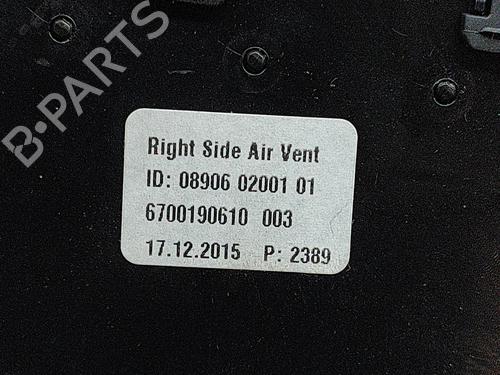 B-PARTS
Right Side Air Vent
ID: 08906 02001 01
6700190610 003
17.12.2015 P: 2389